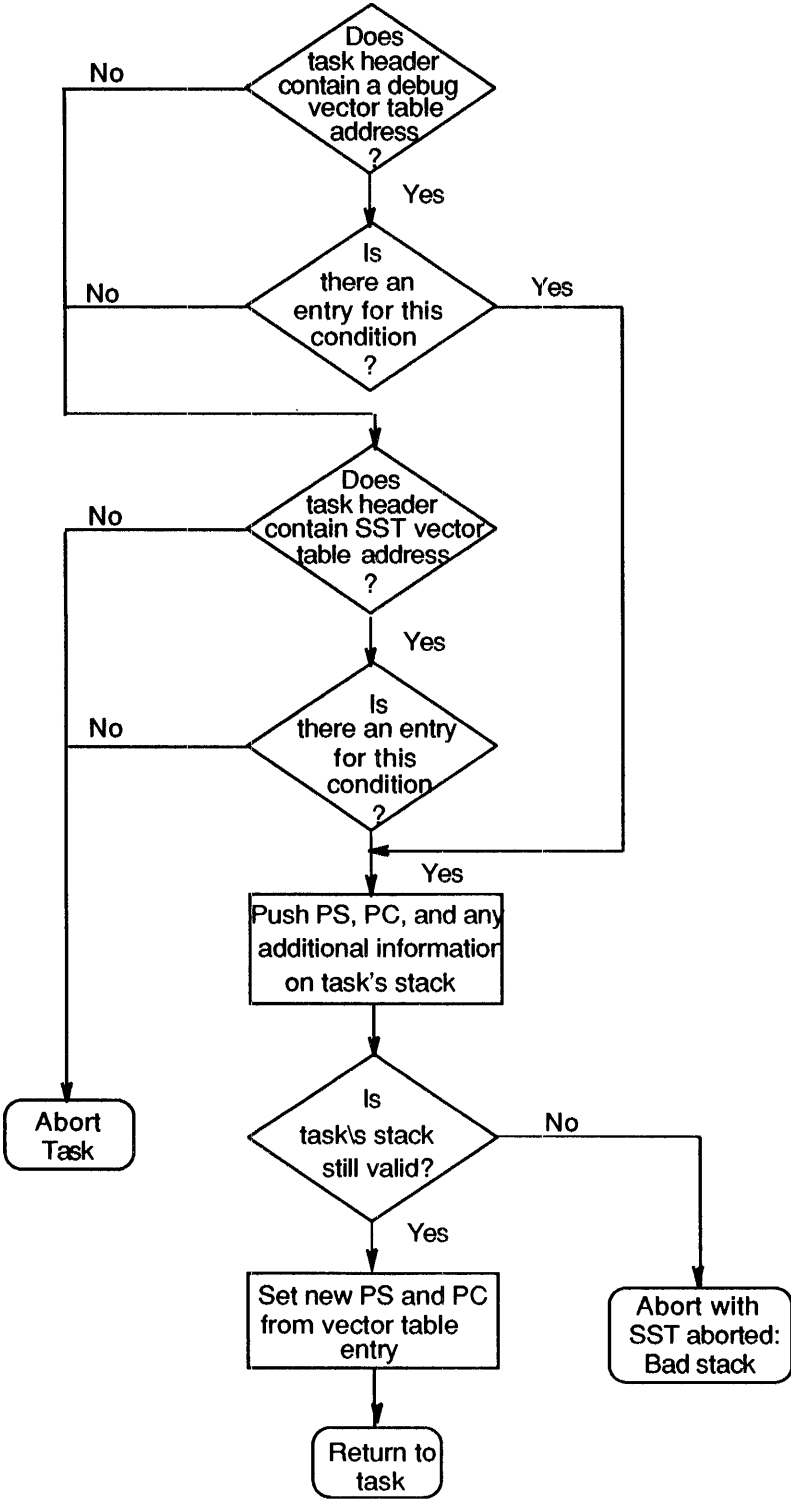 Does
task header
contain a debug
vector table
address
?
No
Yes
Is
there an
entry for this
condition
?
No
Yes
Does
task header
contain SST vector
table address
?
No
Yes
Is
there an entry
for this
condition
?
No
Yes
Push PS, PC, and any
additional information
on task's stack
Abort
Task
Is
task\s stack
still valid?
No
Yes
Set new PS and PC
from vector table
entry
Abort with
SST aborted:
Bad stack
Return to
task